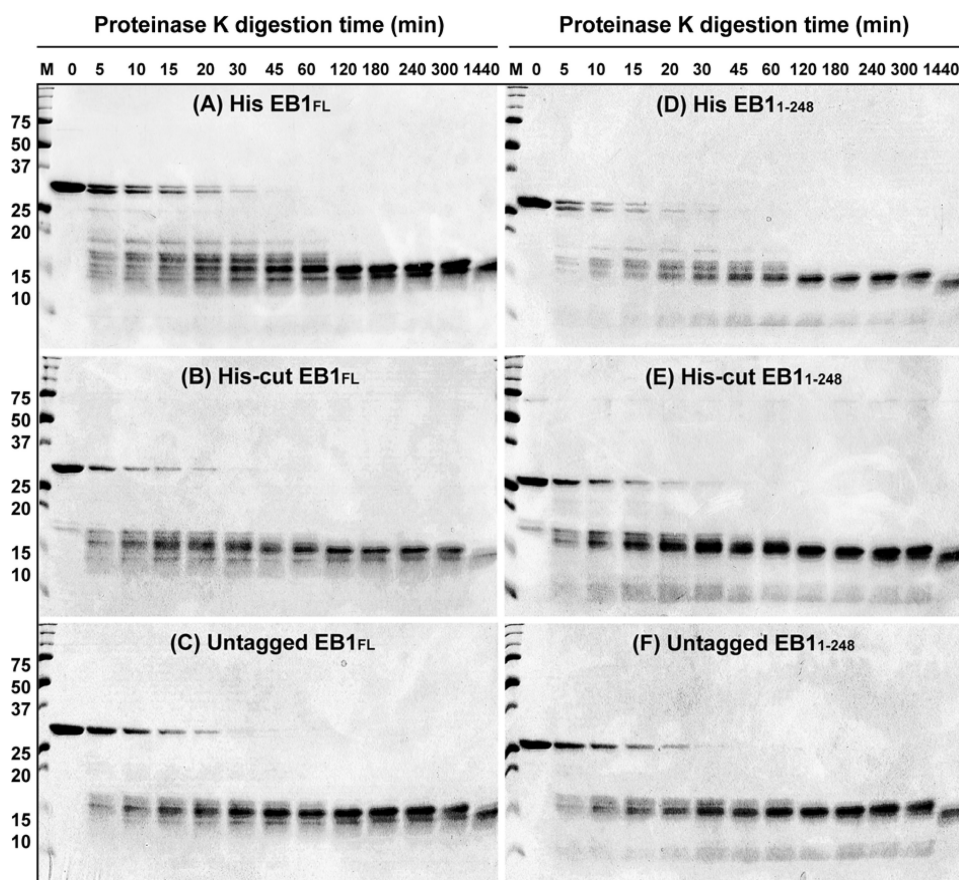 Proteinase K digestion time (min)
Proteinase K digestion time (min)
M 0 5 10 15 20 30 45 60 120 180 240 300 1440
M 0 5 10 15 20 30 45 60 120 180 240 300 1440
(A) His EB1FL
75
50
37
25
20
15
10
(D) His EB11-248
(B) His-cut EB1FL
75
50
37
25
20
15
10
(E) His-cut EB11-248
(C) Untagged EB1FL
75
50
37
25
20
15
10
(F) Untagged EB11-248